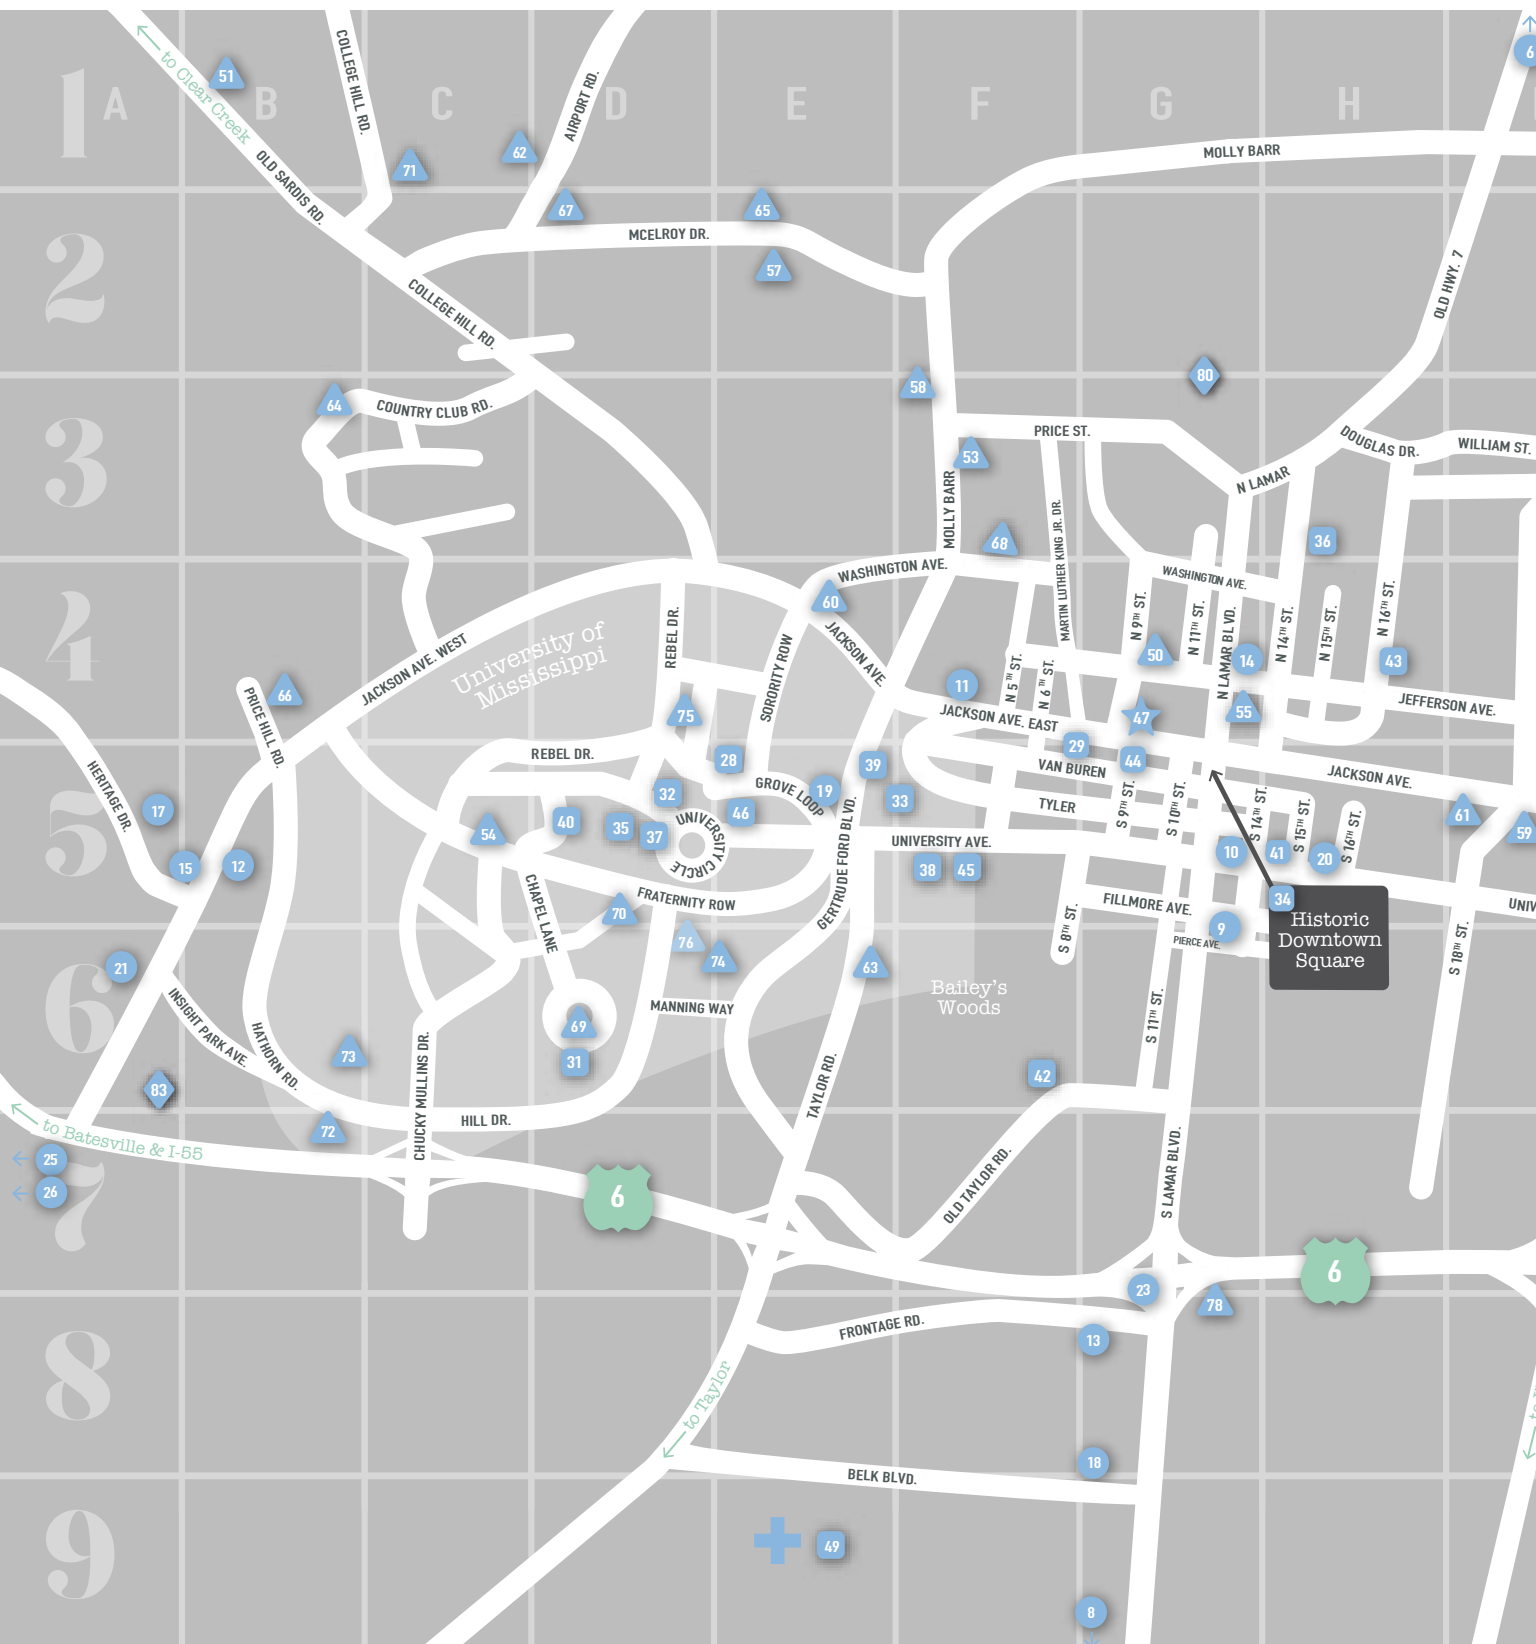 1
A
B
C
D
E
F
G
H
6
to Clear Creek
51
COLLEGE HILL RD.
AIRPORT RD.
62
71
OLD SARDIS RD.
MOLLY BARR
2
67
65
MCELROY DR.
57
COLLEGE HILL RD.
OLD HWY. 7
3
64
COUNTRY CLUB RD.
58
80
PRICE ST.
53
DOUGLAS DR.
WILLIAM ST.
N LAMAR
MOLLY BARR
MARTIN LUTHER KING JR. DR.
68
36
4
WASHINGTON AVE.
WASHINGTON AVE.
60
University of
Mississippi
JACKSON AVE. WEST
REBEL DR.
SORORITY ROW
JACKSON AVE
N 9TH ST.
N 11TH ST.
N LAMAR BLVD.
N 14TH ST.
N 15TH ST.
N 16TH ST.
50
14
43
11
N 5TH ST.
N 6TH ST.
66
PRICE HILL RD.
75
JACKSON AVE. EAST
47
55
JEFFERSON AVE.
5
HERITAGE DR.
REBEL DR.
28
39
29
44
VAN BUREN
JACKSON AVE.
17
32
GROVE LOOP
19
33
TYLER
S 9TH ST.
S 10TH ST.
S 14TH ST.
S 15TH ST.
S 16TH ST.
61
59
54
40
35
37
46
UNIVERSITY CIRCLE
GERTRUDE FORD BLVD.
UNIVERSITY AVE.
10
41
20
15
12
38
45
CHAPEL LANE
70
FRATERNITY ROW
FILLMORE AVE.
34
UNIV
S 8TH ST.
9
PIERCE AVE.
Historic
Downtown
Square
6
76
74
63
21
S 18TH ST.
INSIGHT PARK AVE.
HATHORN RD.
73
69
31
MANNING WAY
Bailey's
Woods
S 11TH ST.
83
CHUCKY MULLINS DR.
TAYLOR RD.
42
7
to Batesville & I-55
25
26
72
HILL DR.
6
OLD TAYLOR RD.
S LAMAR BLVD.
6
23
78
8
FRONTAGE RD.
13
to Taylor
18
BELK BLVD.
9
49
8